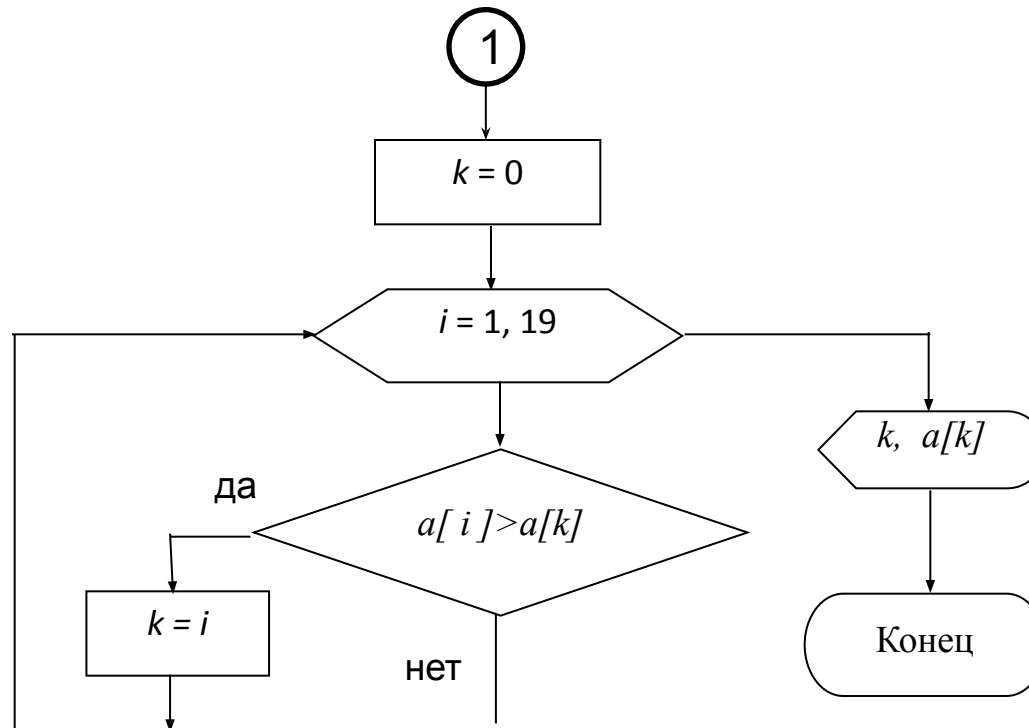 1
k = 0
i = 1, 19
k, a[k]
да
a[ i ]>a[k]
k = i
нет
Конец